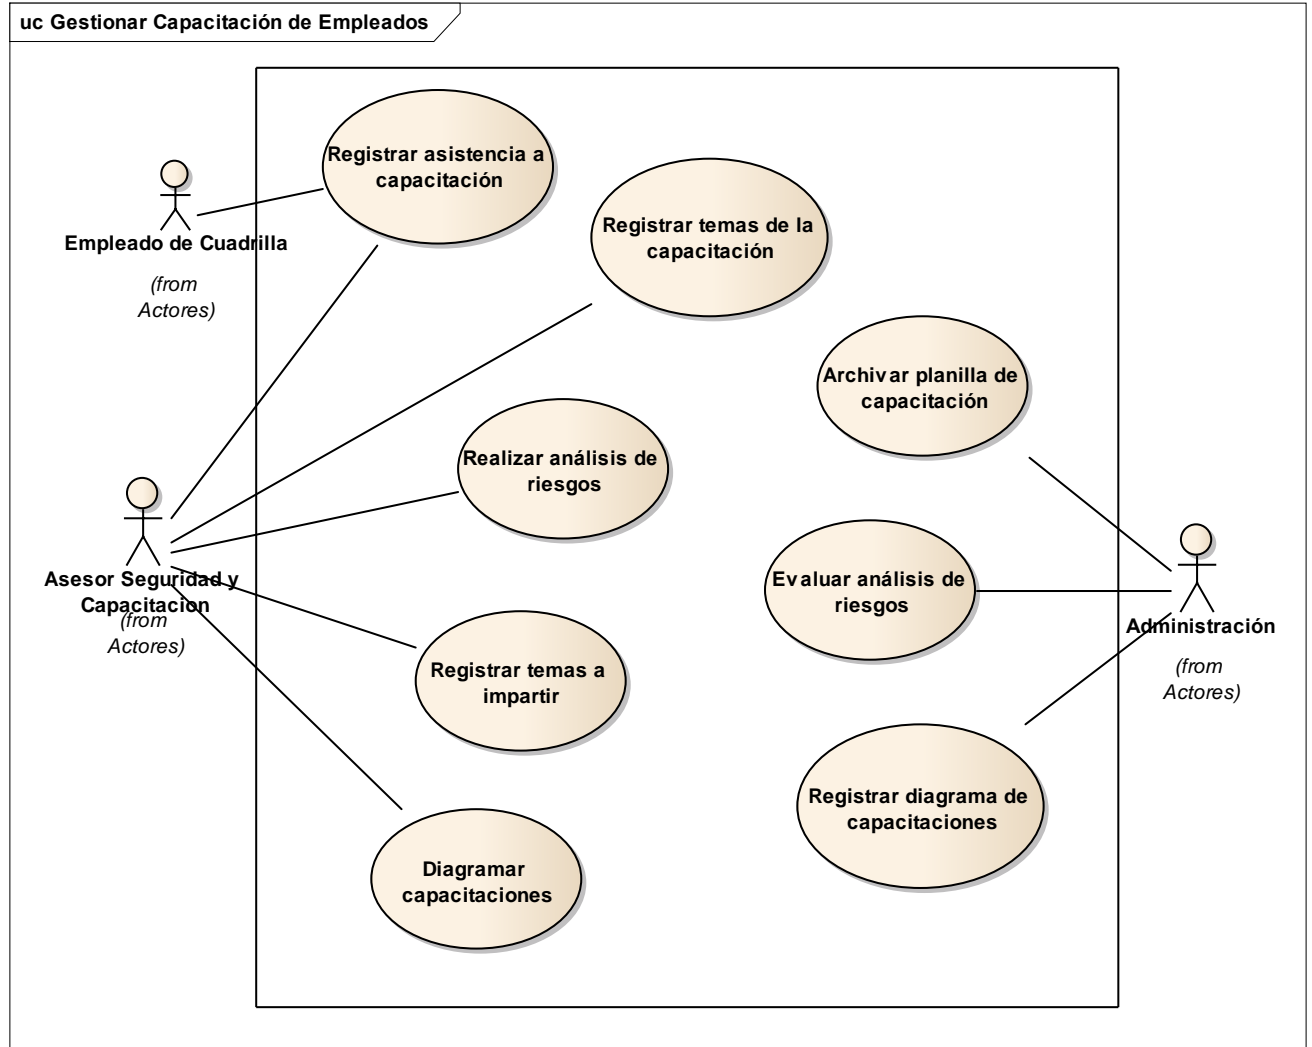 uc Gestionar Capacitación de Empleados
Registrar asistencia a
capacitación
Empleado de Cuadrilla
(from
Actores)
Registrar temas de la
capacitación
Archivar planilla de
capacitación
Realizar análisis de
riesgos
Asesor Seguridad y
Capacitacion
(from
Actores)
Evaluar análisis de
riesgos
Administración
(from
Actores)
Registrar temas a
impartir
Registrar diagrama de
capacitaciones
Diagramar
capacitaciones